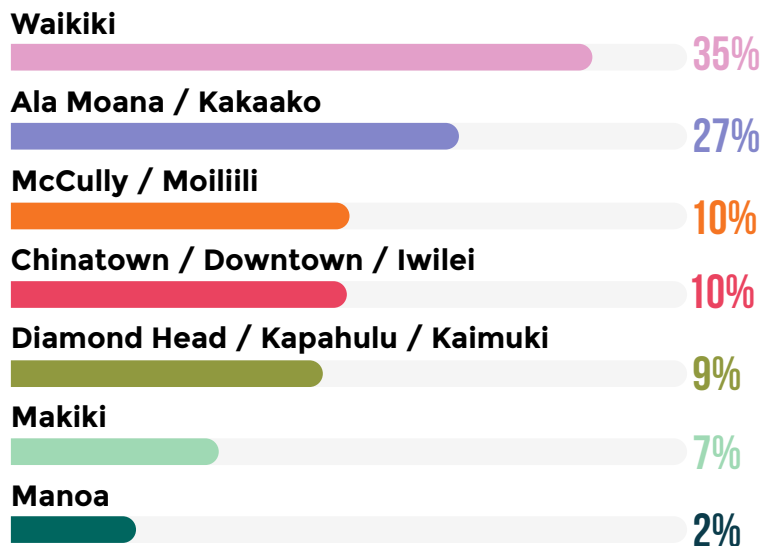 Waikiki
35%
Ala Moana / Kakaako
27%
McCully / Moiliili
10%
Chinatown / Downtown / Iwilei
10%
Diamond Head / Kapahulu / Kaimuki
9%
Makiki
7%
Manoa
2%